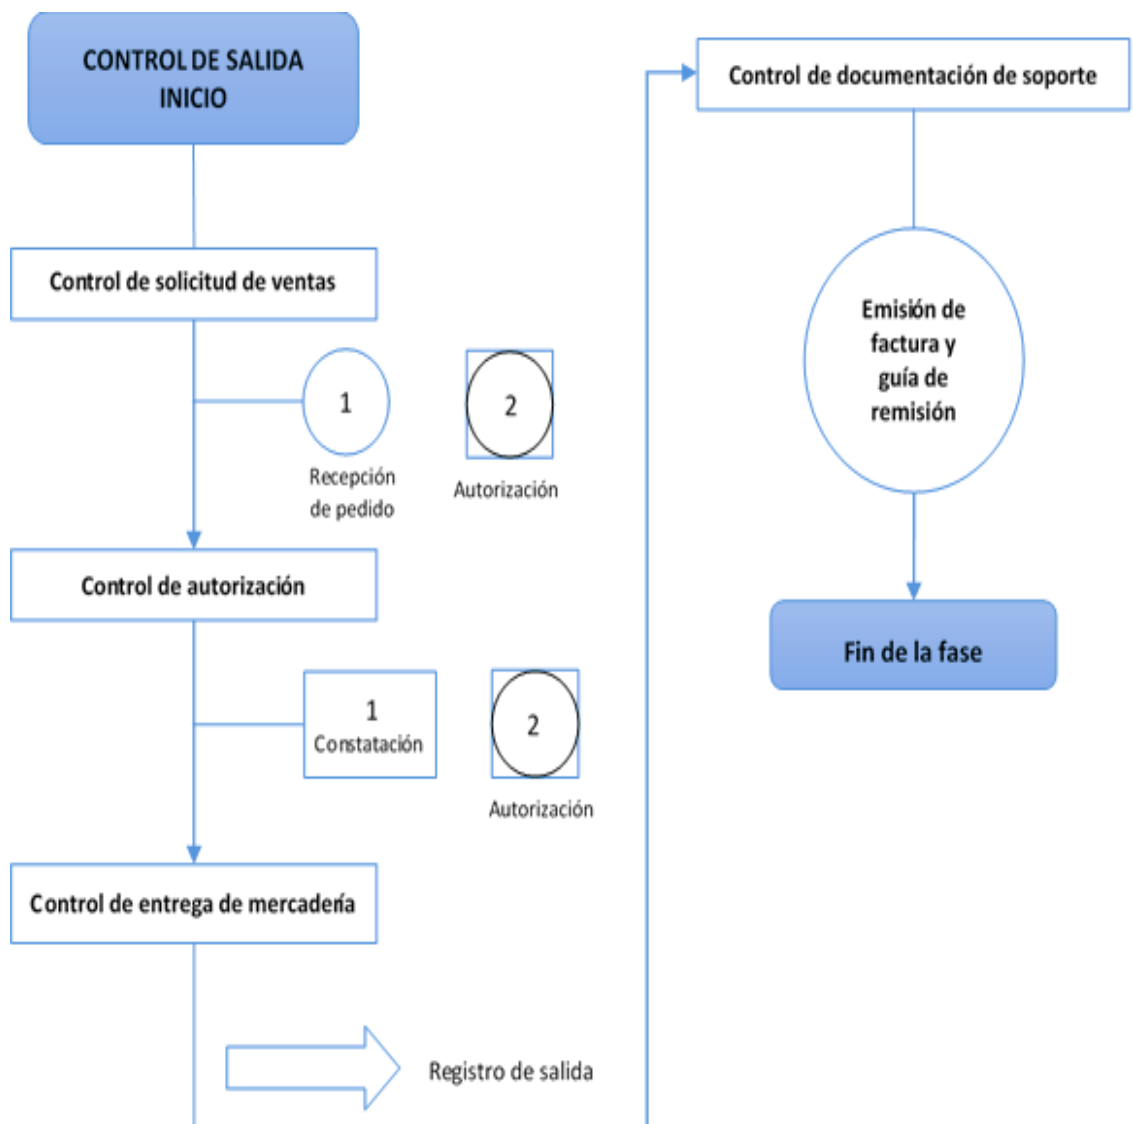 CONTROL DE SALIDA
INICIO
Control de solicitud de ventas
1
Recepción
de pedido
2
Autorización
Control de autorización
1
Constatación
2
Autorización
Control de entrega de mercadería
Registro de salida
Control de documentación de soporte
Emisión de
factura y
guía de
remisión
Fin de la fase